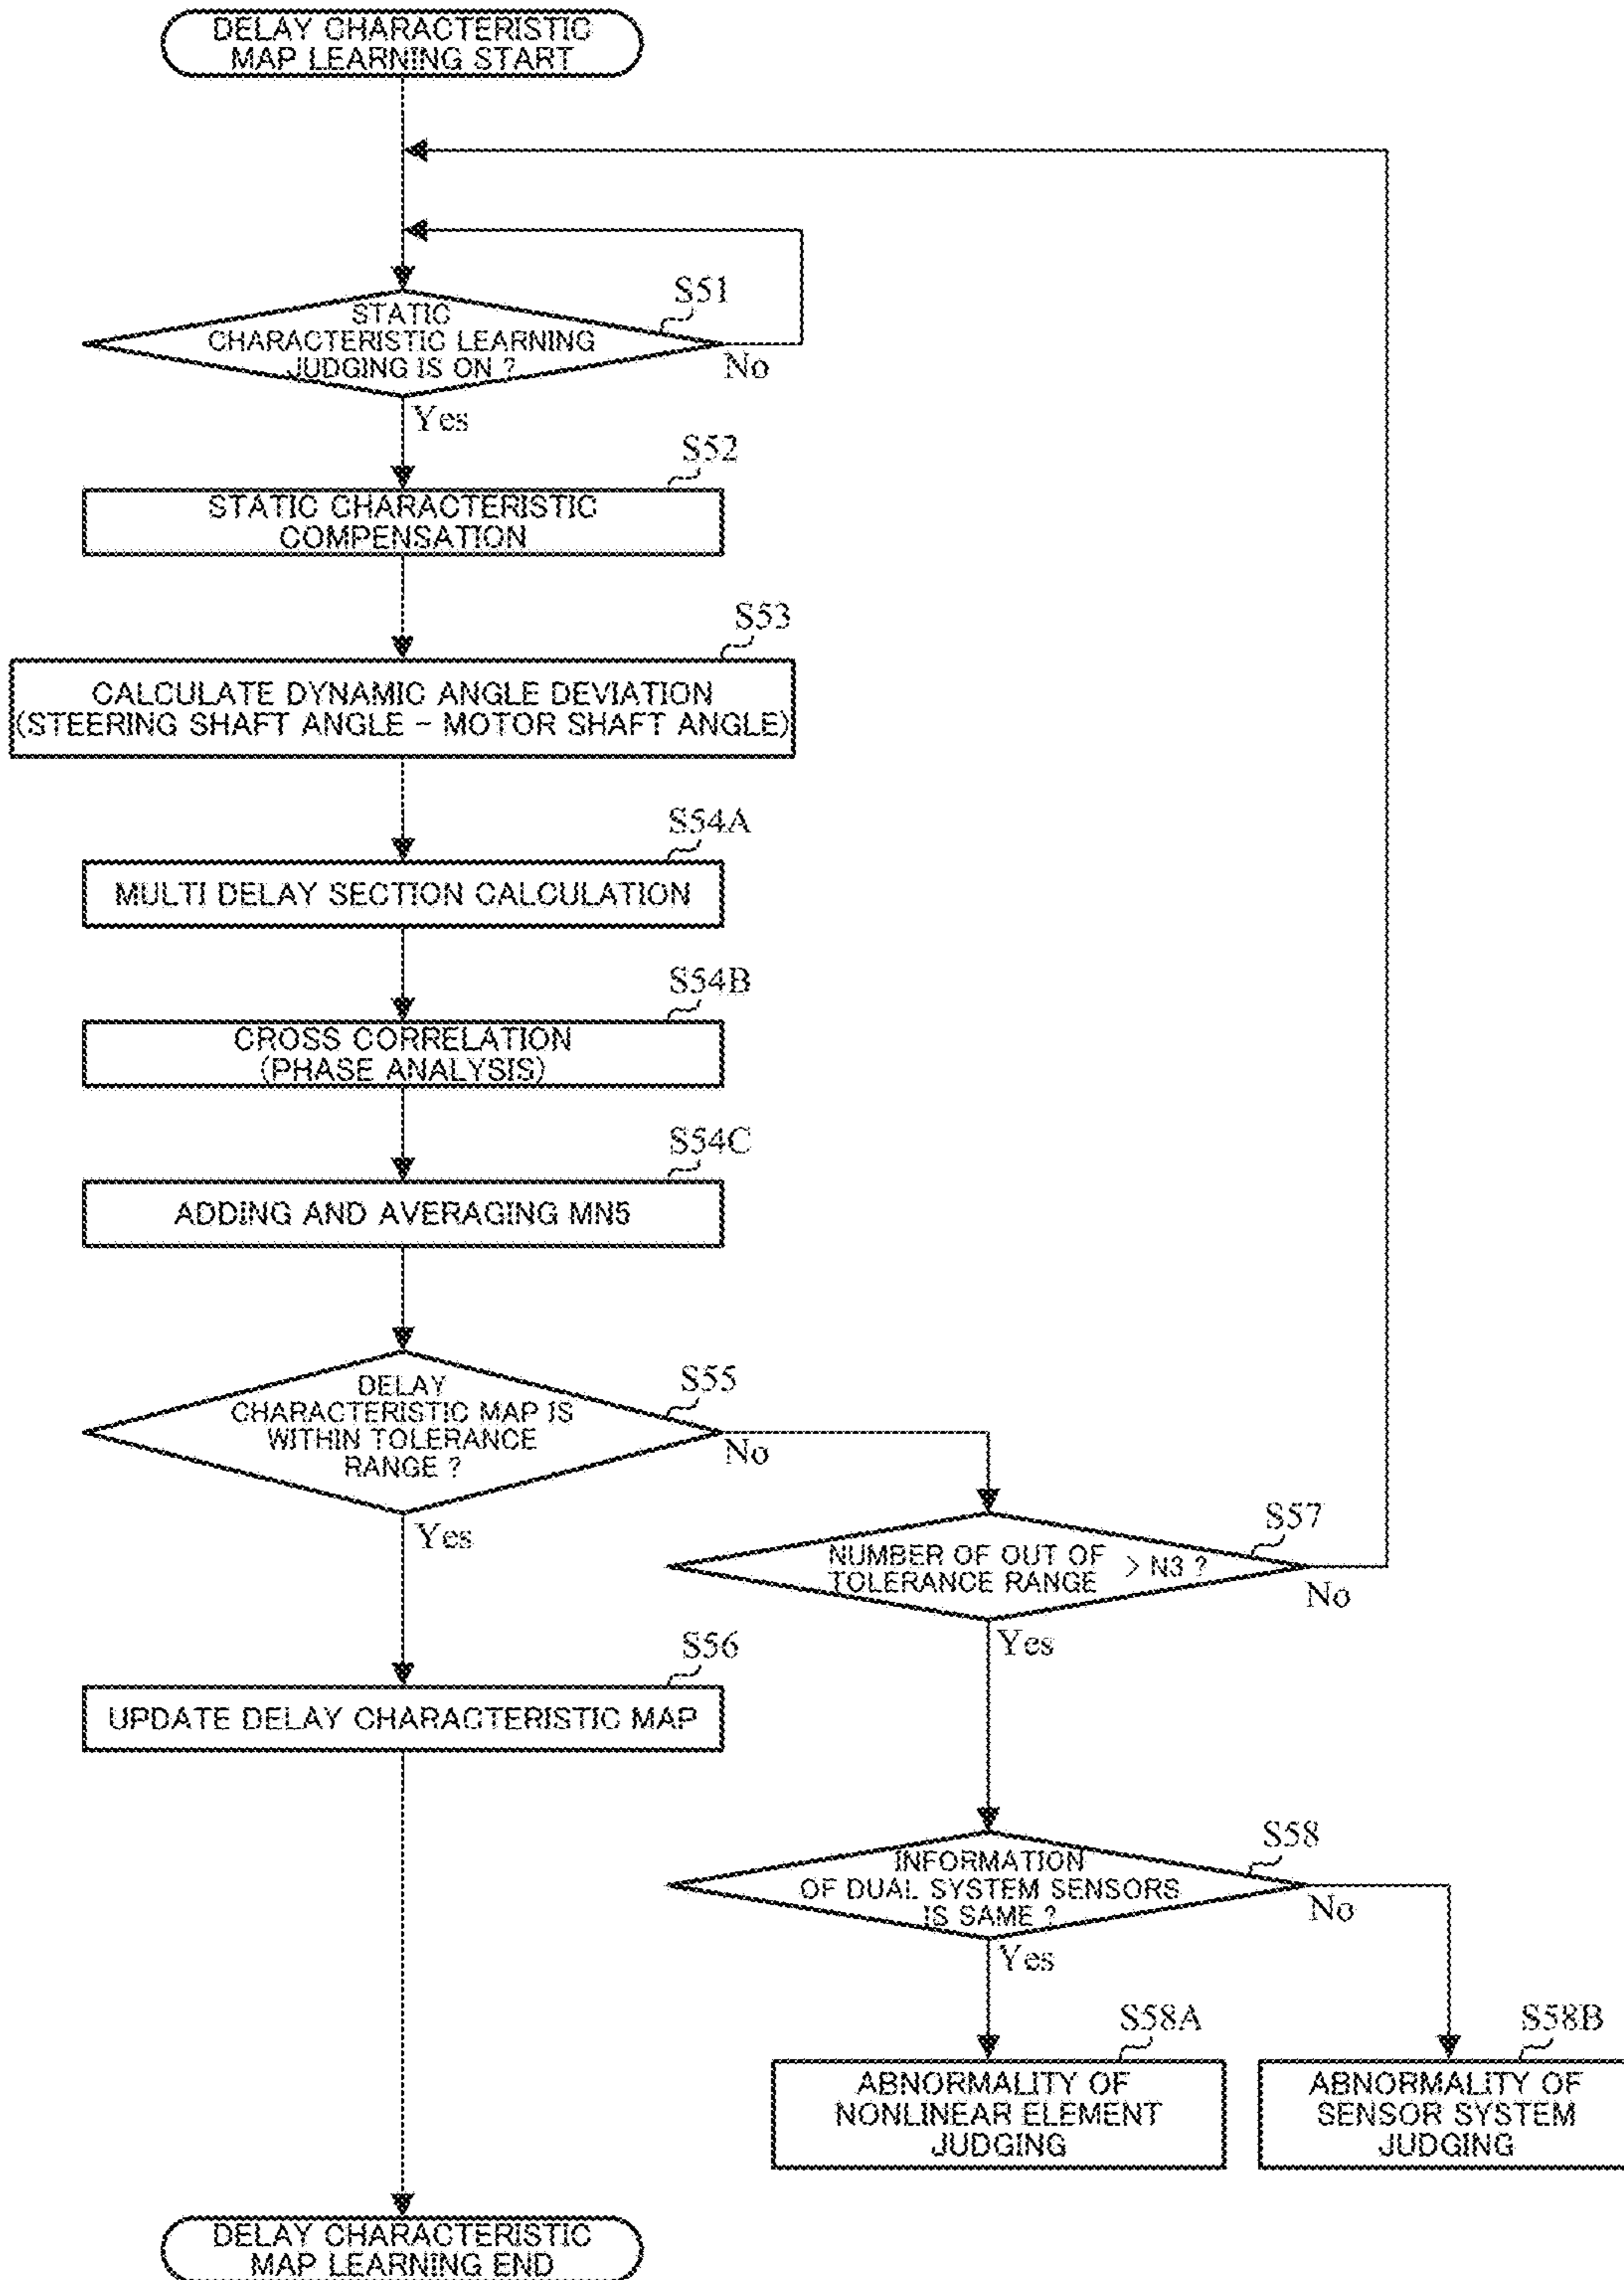 DELAY CHARACTERISTIC
MAP LEARNING START
S51
STATIC
CHARACTERISTIC LEARNING
JUDGING IS ON ?
No
Yes
S52
STATIC CHARACTERISTIC
COMPENSATION
S53
CALCULATE DYNAMIC ANGLE DEVIATION
(STEERING SHAFT ANGLE - MOTOR SHAFT ANGLE)
S54A
MULTI DELAY SECTION CALCULATION
S54B
CROSS CORRELATION
(PHASE ANALYSIS)
S54C
ADDING AND AVERAGING MN5
S55
DELAY
CHARACTERISTIC MAP IS
WITHIN TOLERANCE
RANGE ?
No
Yes
S57
NUMBER OF OUT OF
TOLERANCE RANGE > N3 ?
No
Yes
S56
UPDATE DELAY CHARACTERISTIC MAP
S58
INFORMATION
OF DUAL SYSTEM SENSORS
IS SAME ?
No
Yes
S58A
ABNORMALITY OF
NONLINEAR ELEMENT
JUDGING
S58B
ABNORMALITY OF
SENSOR SYSTEM
JUDGING
DELAY CHARACTERISTIC
MAP LEARNING END